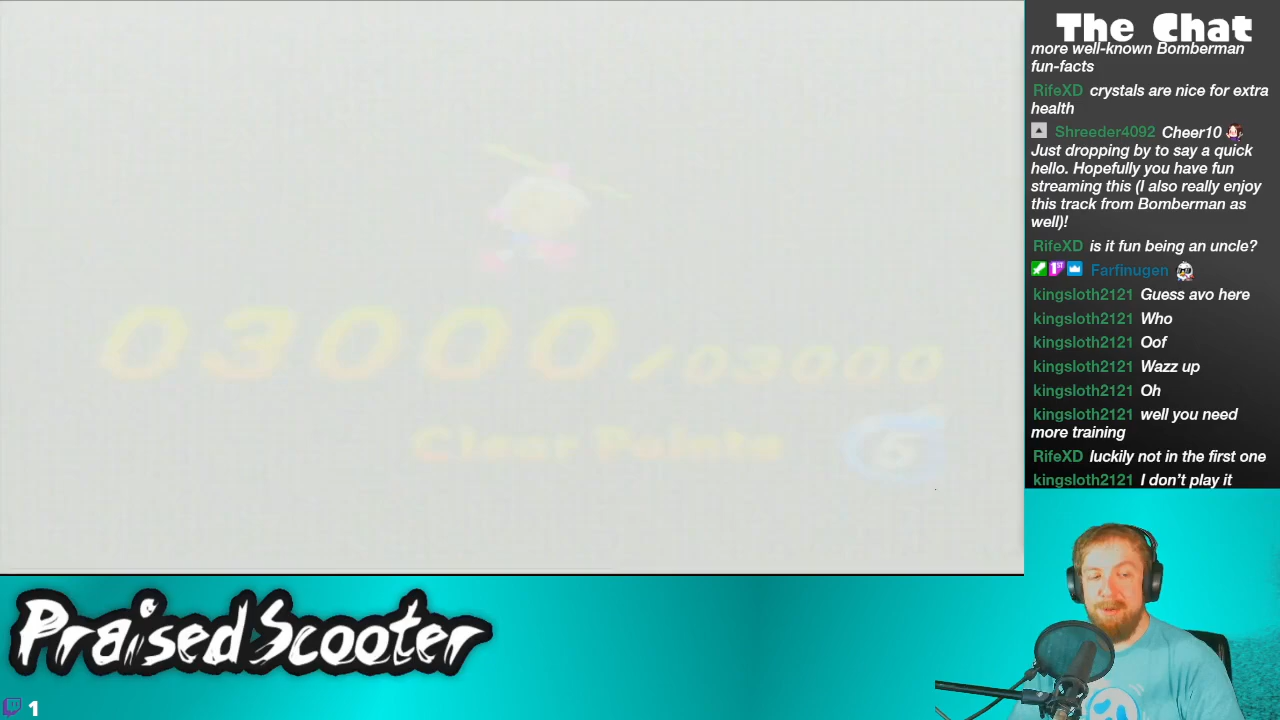 03000/03000
Clear Points 6
The Chat
more well-known Bomberman
fun-facts
RifeXD crystals are nice for extra
health
Shreeder4092 Cheer10
Just dropping by to say a quick
hello. Hopefully you have fun
streaming this (I also really enjoy
this track from Bomberman as
well)!
RifeXD is it fun being an uncle?
1ST Farfinugen
kingsloth2121 Guess avo here
kingsloth2121 Who
kingsloth2121 Oof
kingsloth2121 Wazz up
kingsloth2121 Oh
kingsloth2121 well you need
more training
RifeXD luckily not in the first one
kingsloth2121 I don't play it
PraisedScooter
1